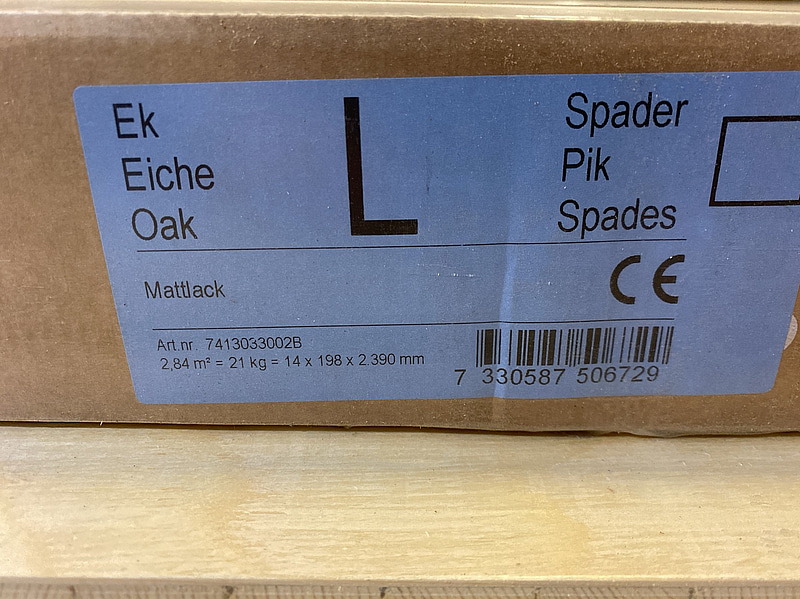 Ek
Eiche
Oak
L
Spader
Pik
Spades
Mattlack
CE
Art.nr. 7413033002B
2,84 m² = 21 kg = 14 x 198 x 2.390 mm
7 330587 506729